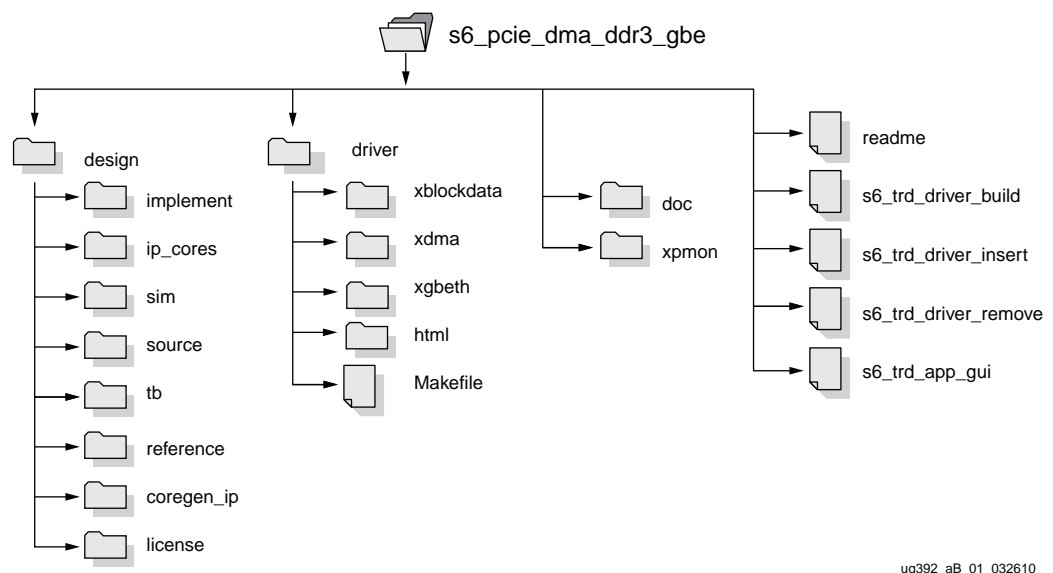 s6_pcie_dma_ddr3_gbe
design
implement
ip_cores
sim
source
tb
reference
coregen_ip
license
driver
xblockdata
xdma
xgbeth
html
Makefile
doc
xpmon
readme
s6_trd_driver_build
s6_trd_driver_insert
s6_trd_driver_remove
s6_trd_app_gui
ug392_aB_01_032610